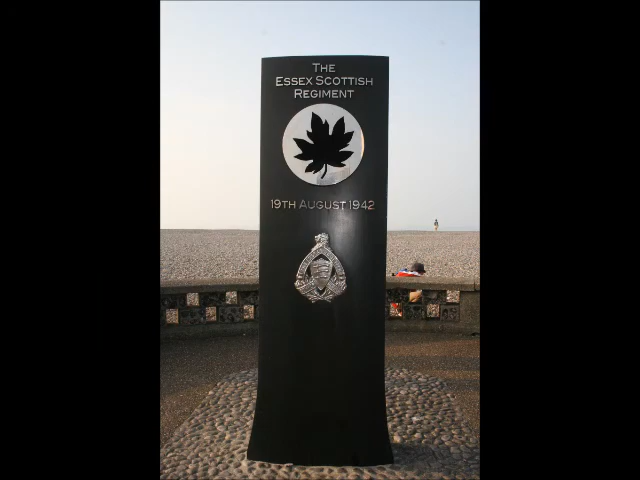 THE
ESSEX SCOTTISH
REGIMENT
19TH AUGUST 1942